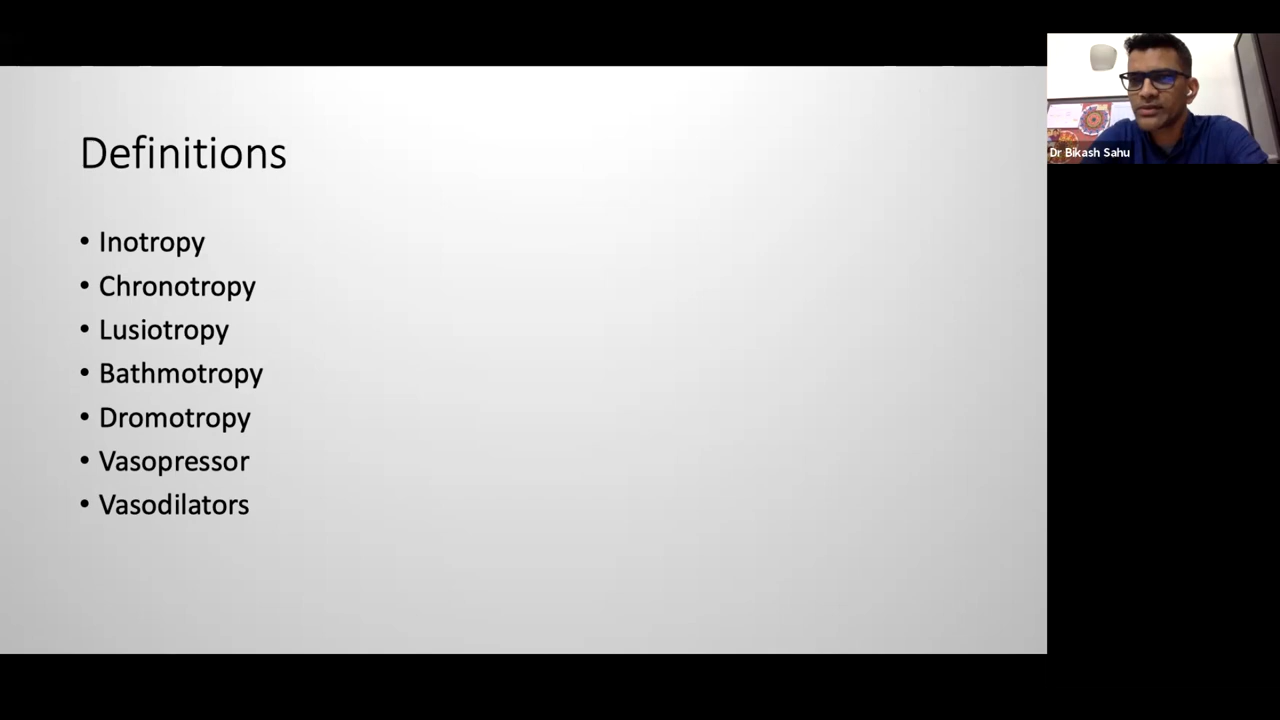 Definitions
• Inotropy
• Chronotropy
• Lusiotropy
• Bathmotropy
• Dromotropy
• Vasopressor
• Vasodilators
Dr Bikash Sahu